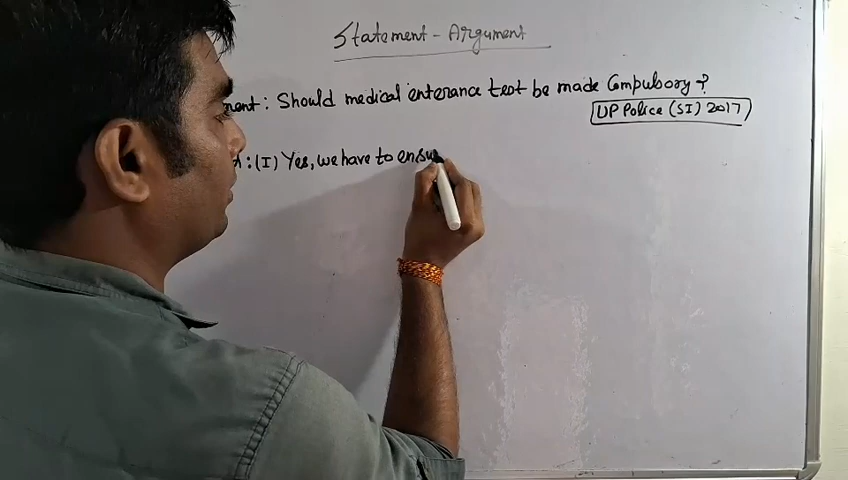 Statement - Argument
ment: Should medical enterance test be made Compulsory?
UP Police (SI) 2017
: (I) Yes, we have to ensu